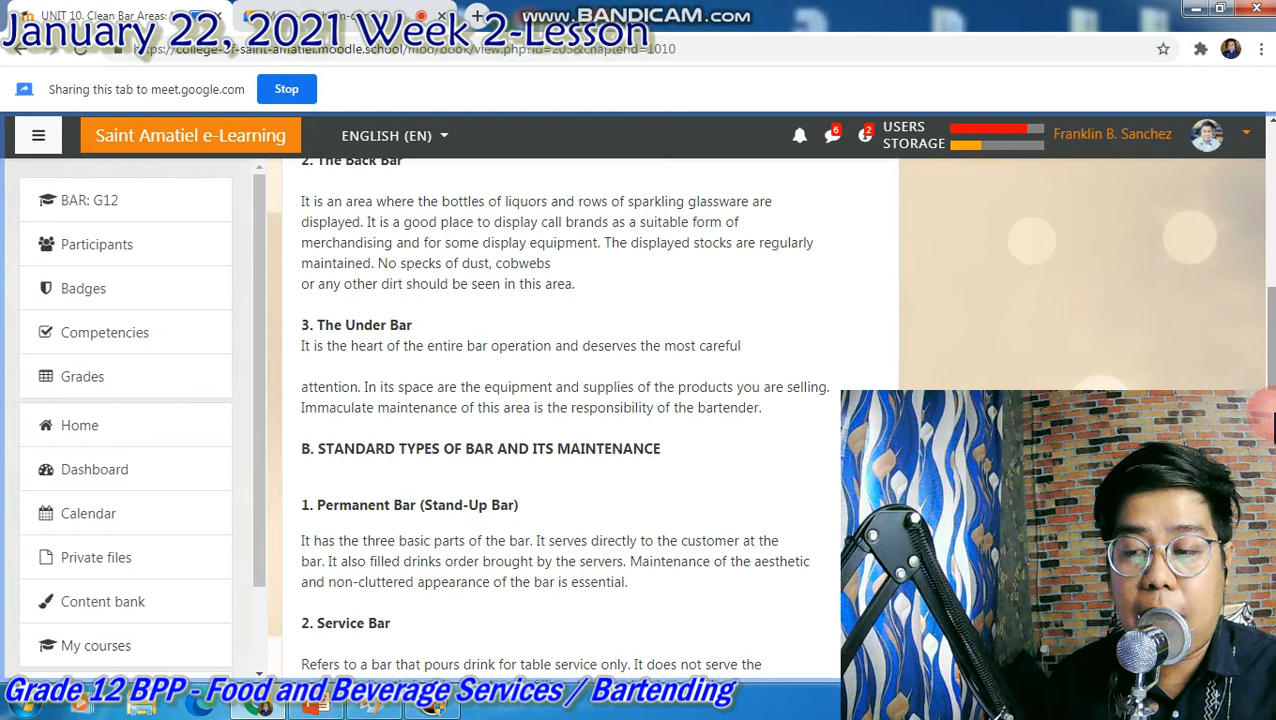 UNIT 10. Clean Bar Areas:
www.BANDICAM.com
January 22, 2021 Week 2-Lesson
Sharing this tab to meet.google.com
Stop
Saint Amatiel e-Learning
ENGLISH (EN)
6
2
USERS
STORAGE
Franklin B. Sanchez
BAR: G12
Participants
Badges
Competencies
Grades
Home
Dashboard
Calendar
Private files
Content bank
My courses
2. The Back Bar
It is an area where the bottles of liquors and rows of sparkling glassware are
displayed. It is a good place to display call brands as a suitable form of
merchandising and for some display equipment. The displayed stocks are regularly
maintained. No specks of dust, cobwebs
or any other dirt should be seen in this area.
3. The Under Bar
It is the heart of the entire bar operation and deserves the most careful
attention. In its space are the equipment and supplies of the products you are selling.
Immaculate maintenance of this area is the responsibility of the bartender.
B. STANDARD TYPES OF BAR AND ITS MAINTENANCE
1. Permanent Bar (Stand-Up Bar)
It has the three basic parts of the bar. It serves directly to the customer at the
bar. It also filled drinks order brought by the servers. Maintenance of the aesthetic
and non-cluttered appearance of the bar is essential.
2. Service Bar
Refers to a bar that pours drink for table service only. It does not serve the
Grade 12 BPP - Food and Beverage Services / Bartending